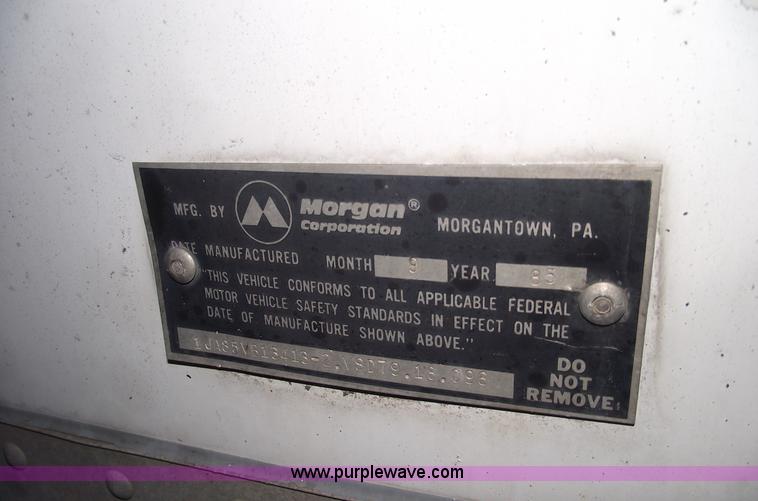 MFG. BY Morgan® Corporation MORGANTOWN, PA.
DATE MANUFACTURED MONTH 9 YEAR 85
"THIS VEHICLE CONFORMS TO ALL APPLICABLE FEDERAL
MOTOR VEHICLE SAFETY STANDARDS IN EFFECT ON THE
DATE OF MANUFACTURE SHOWN ABOVE."
DO
NOT
REMOVE
www.purplewave.com